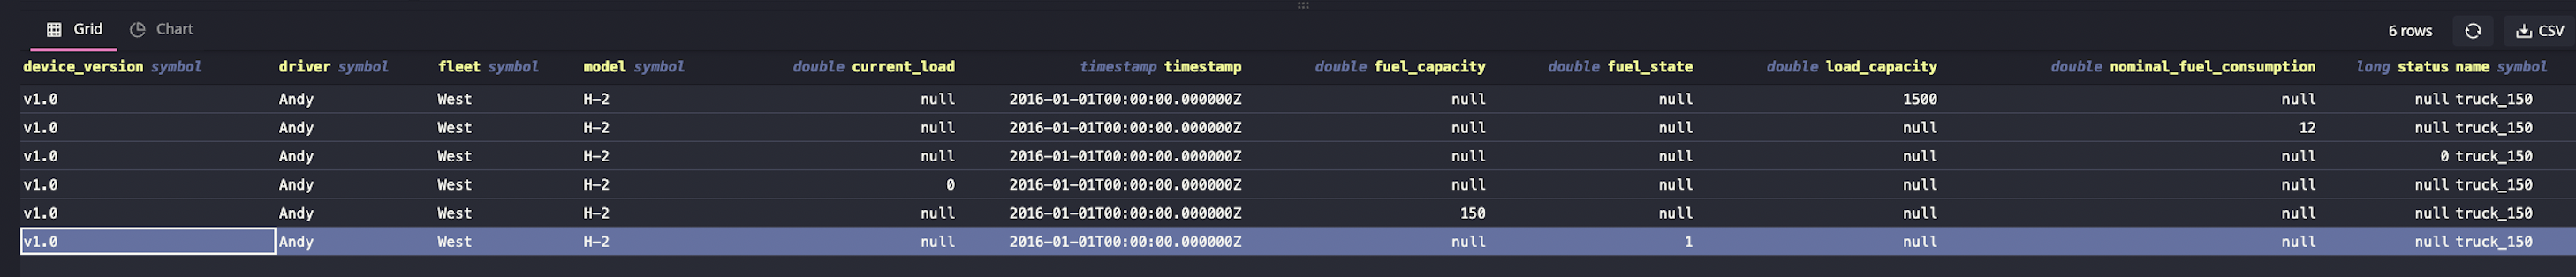 Grid Chart 6 rows CSV
device_version symbol driver symbol fleet symbol model symbol double current_load timestamp timestamp double fuel_capacity double fuel_state double load_capacity double nominal_fuel_consumption long status name symbol
v1.0 Andy West H-2 null 2016-01-01T00:00:00.000000Z null null 1500 null null truck_150
v1.0 Andy West H-2 null 2016-01-01T00:00:00.000000Z null null null 12 null truck_150
v1.0 Andy West H-2 null 2016-01-01T00:00:00.000000Z null null null null 0 truck_150
v1.0 Andy West H-2 0 2016-01-01T00:00:00.000000Z null null null null null truck_150
v1.0 Andy West H-2 null 2016-01-01T00:00:00.000000Z 150 null null null null truck_150
v1.0 Andy West H-2 null 2016-01-01T00:00:00.000000Z null 1 null null null truck_150